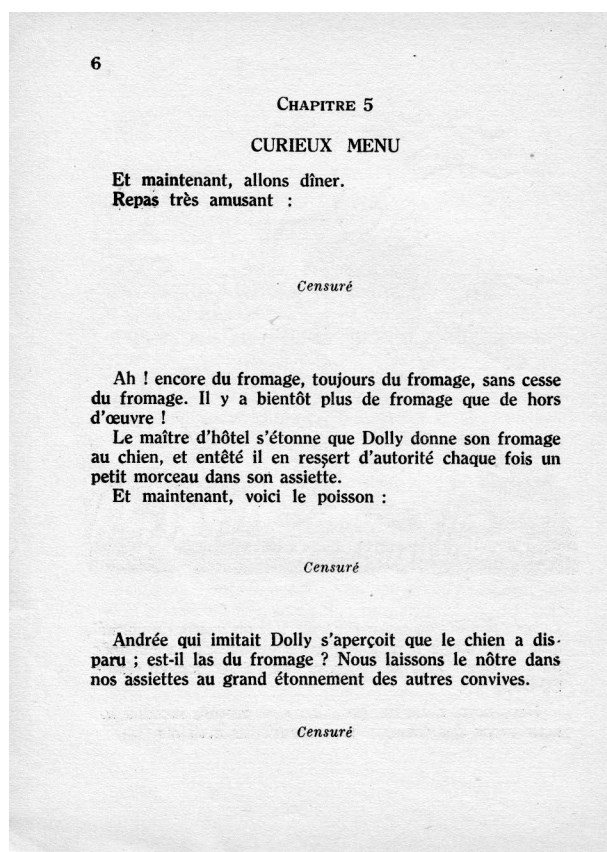 6
CHAPITRE 5
CURIEUX MENU
Et maintenant, allons dîner.
Repas très amusant :
Censuré
Ah ! encore du fromage, toujours du fromage, sans cesse
du fromage. Il y a bientôt plus de fromage que de hors
d'œuvre !
Le maître d'hôtel s'étonne que Dolly donne son fromage
au chien, et entêté il en ressert d'autorité chaque fois un
petit morceau dans son assiette.
Et maintenant, voici le poisson :
Censuré
Andrée qui imitait Dolly s'aperçoit que le chien a dis-
paru ; est-il las du fromage ? Nous laissons le nôtre dans
nos assiettes au grand étonnement des autres convives.
Censuré